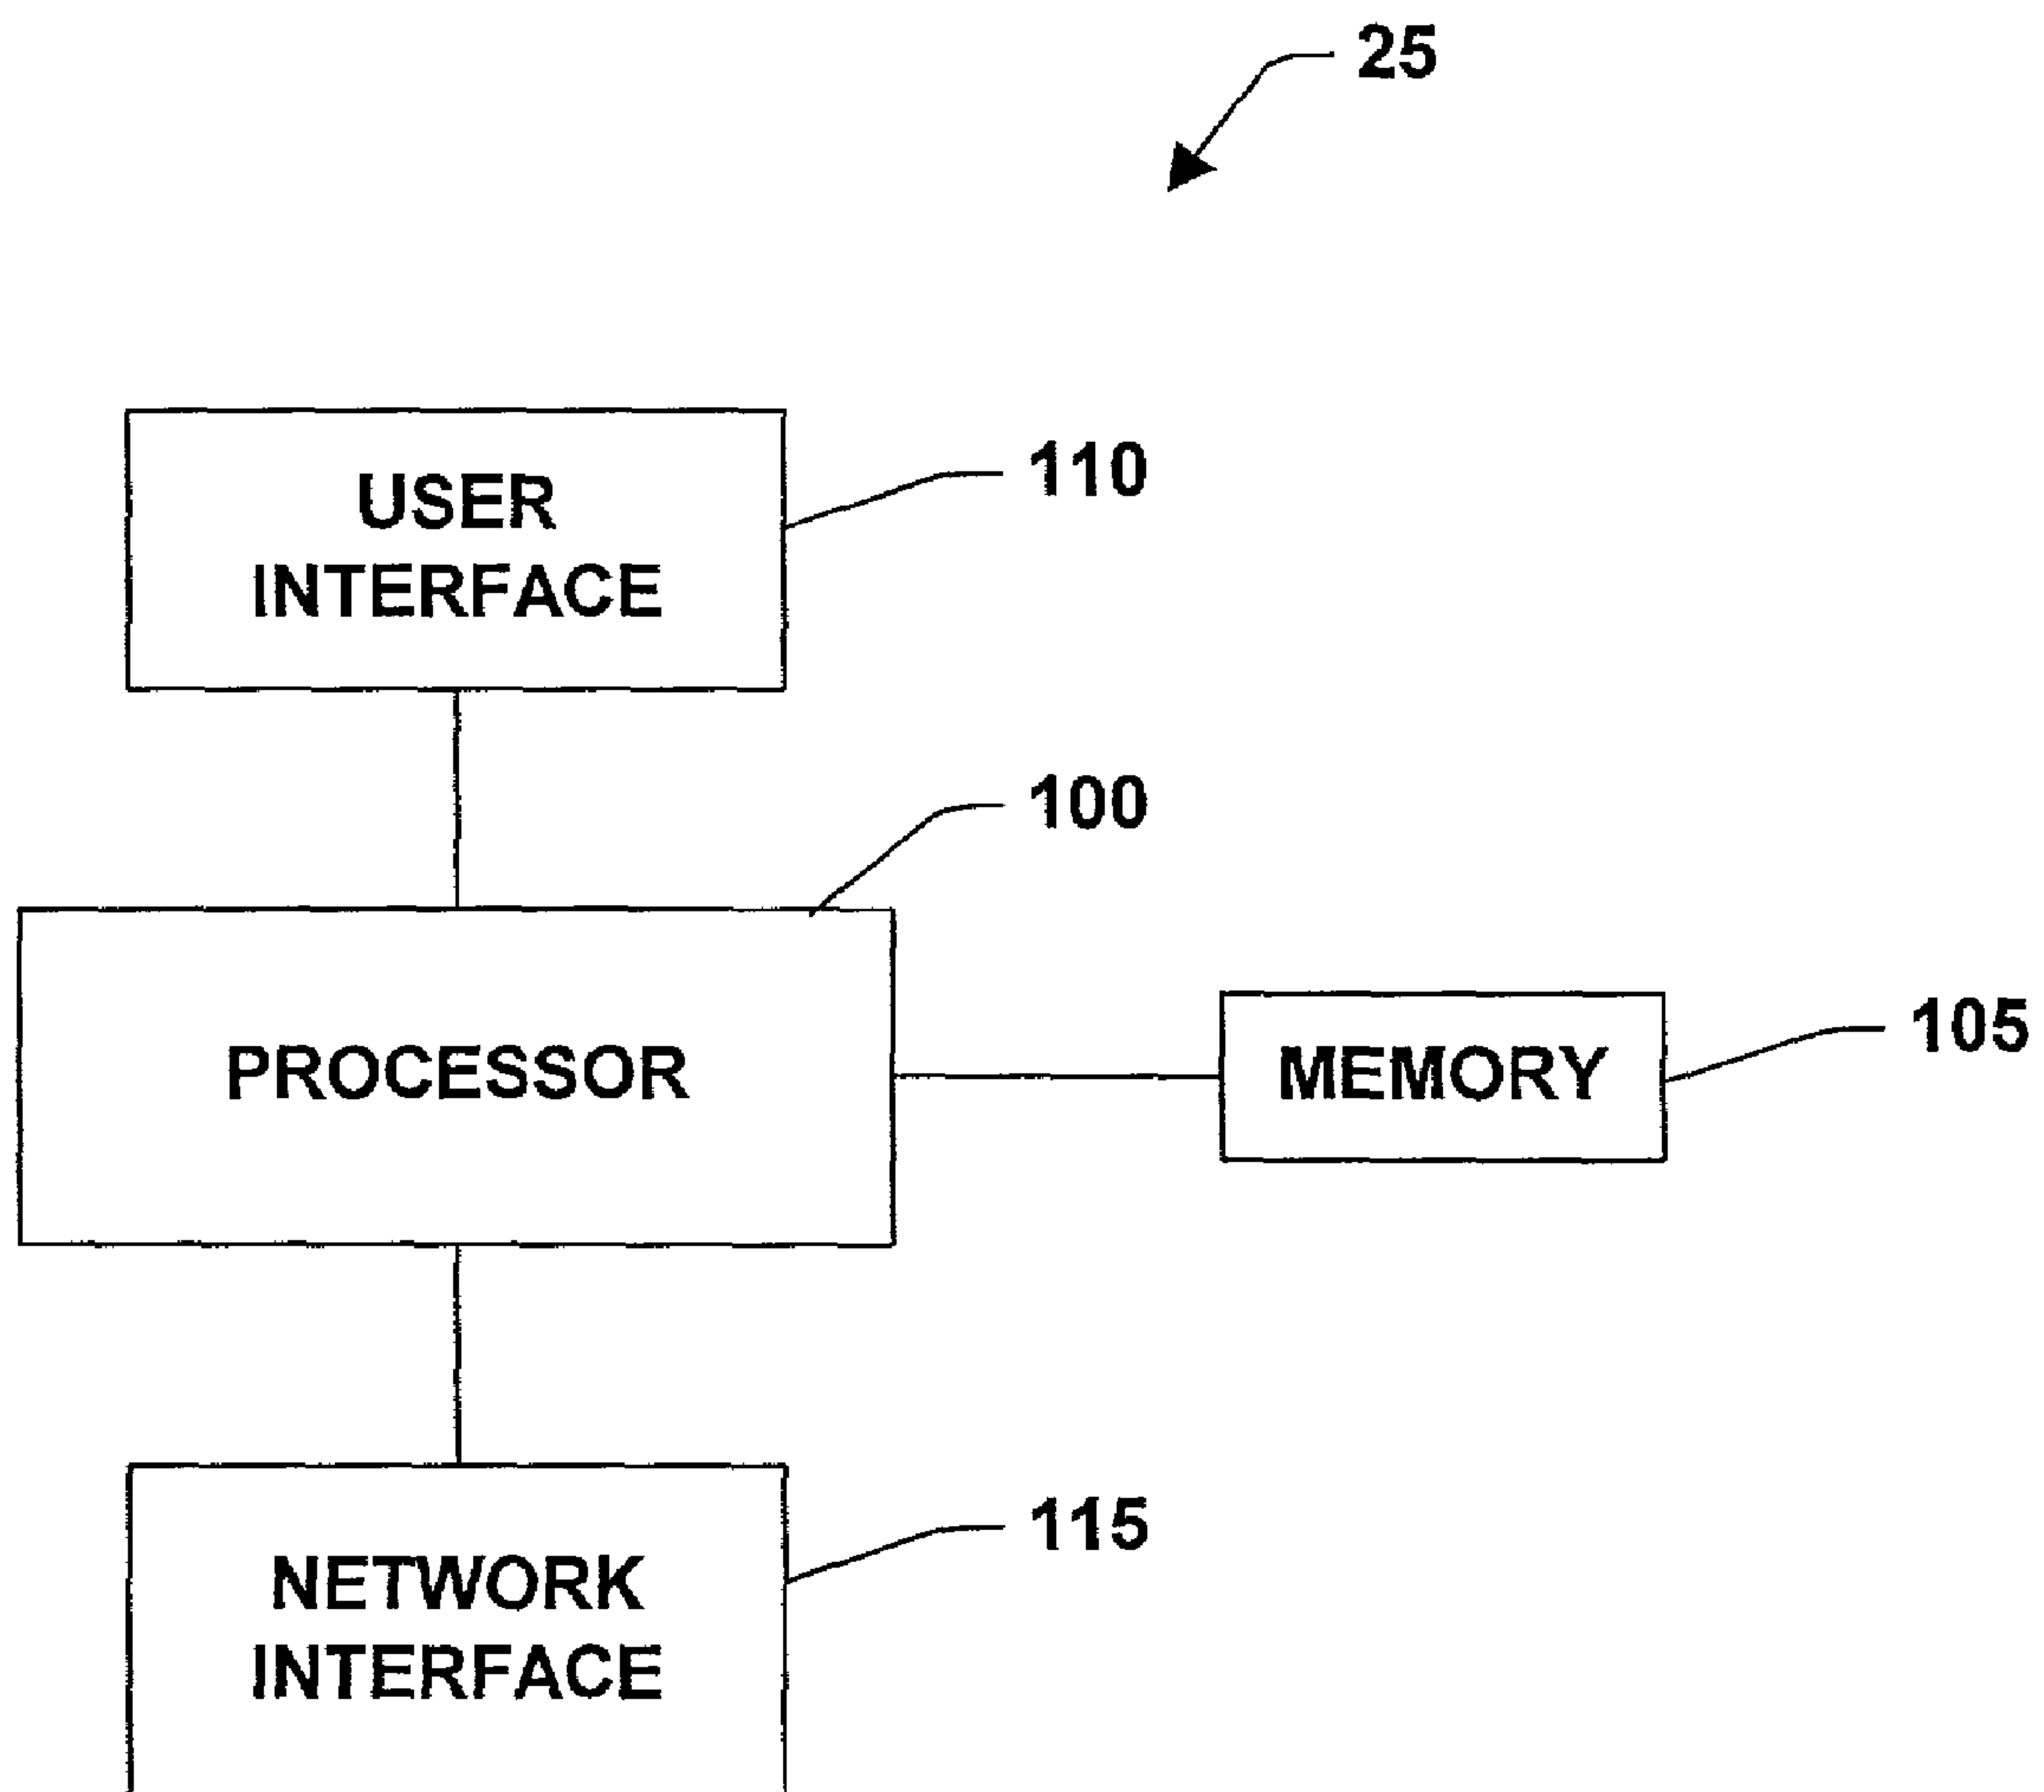 25
USER
INTERFACE
110
100
PROCESSOR
MEMORY
105
NETWORK
INTERFACE
115